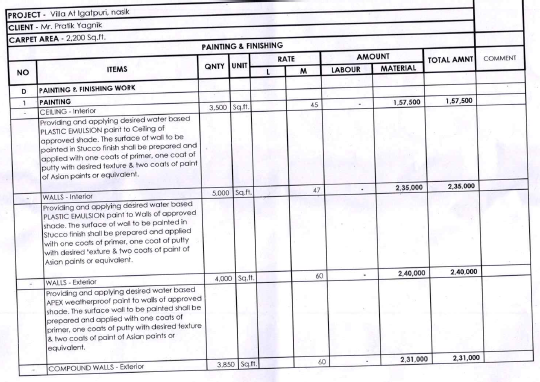 PROJECT - Villa At Igatpuri, nasik
CLIENT - Mr. Pratik Yagnik
CARPET AREA - 2,200 Sq.ft.
PAINTING & FINISHING
NO ITEMS QNTY UNIT RATE AMOUNT TOTAL AMNT COMMENT
L M LABOUR MATERIAL
D PAINTING & FINISHING WORK -
1 PAINTING
- CEILING - Interior 3,500 Sq.ft. 45 - 1,57,500 1,57,500
Providing and applying desired water based
PLASTIC EMULSION paint to Ceiling of
approved shade. The surface of wall to be
painted in Stucco finish shall be prepared and
applied with one coats of primer, one coat of
putty with desired texture & two coats of paint
of Asian paints or equivalent.
- WALLS - Interior 5,000 Sq.ft. 47 - 2,35,000 2,35,000
Providing and applying desired water based
PLASTIC EMULSION paint to Walls of approved
shade. The surface of wall to be painted in
Stucco finish shall be prepared and applied
with one coats of primer, one coat of putty
with desired texture & two coats of paint of
Asian paints or equivalent.
- WALLS - Exterior 4,000 Sq.ft. 60 - 2,40,000 2,40,000
Providing and applying desired water based
APEX weatherproof paint to walls of approved
shade. The surface wall to be painted shall be
prepared and applied with one coats of
primer, one coats of putty with desired texture
& two coats of paint of Asian paints or
equivalent.
- COMPOUND WALLS - Exterior 3,850 Sq.ft. 60 - 2,31,000 2,31,000